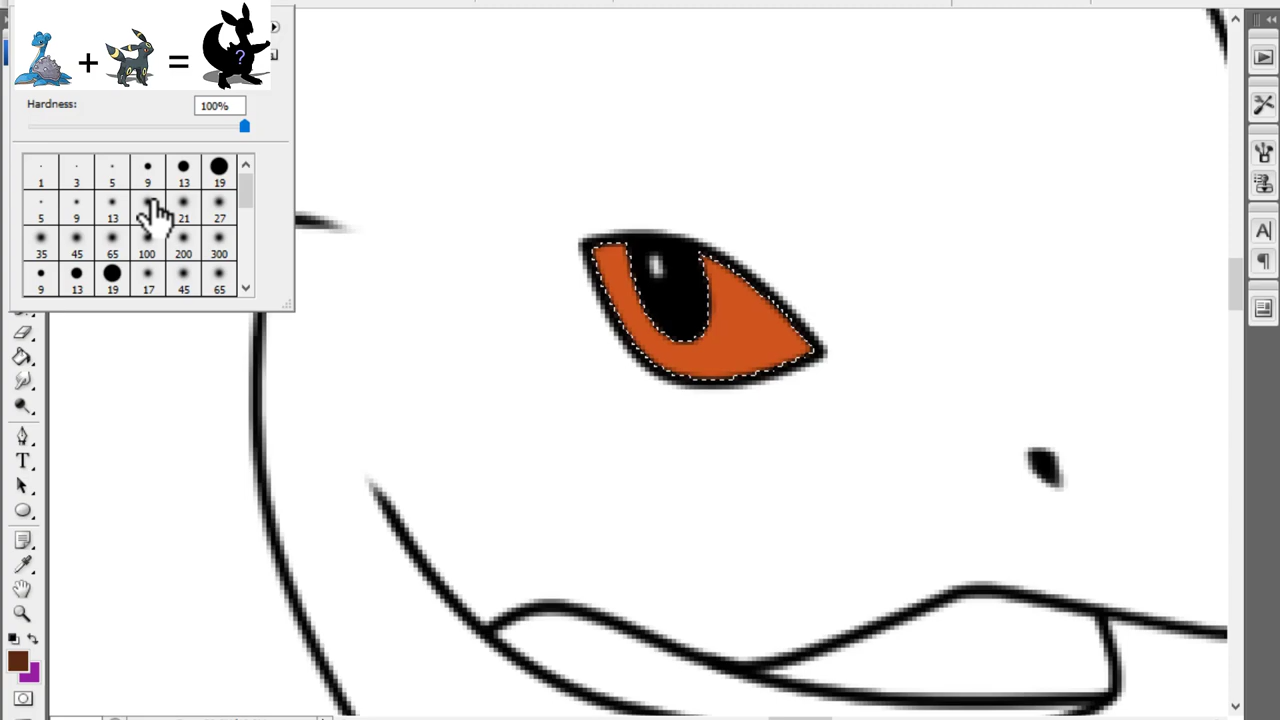 + = ?
Hardness: 100%
1 3 5 9 13 19
5 9 13 21 27
35 45 65 100 200 300
9 13 19 17 45 65
T
A
¶